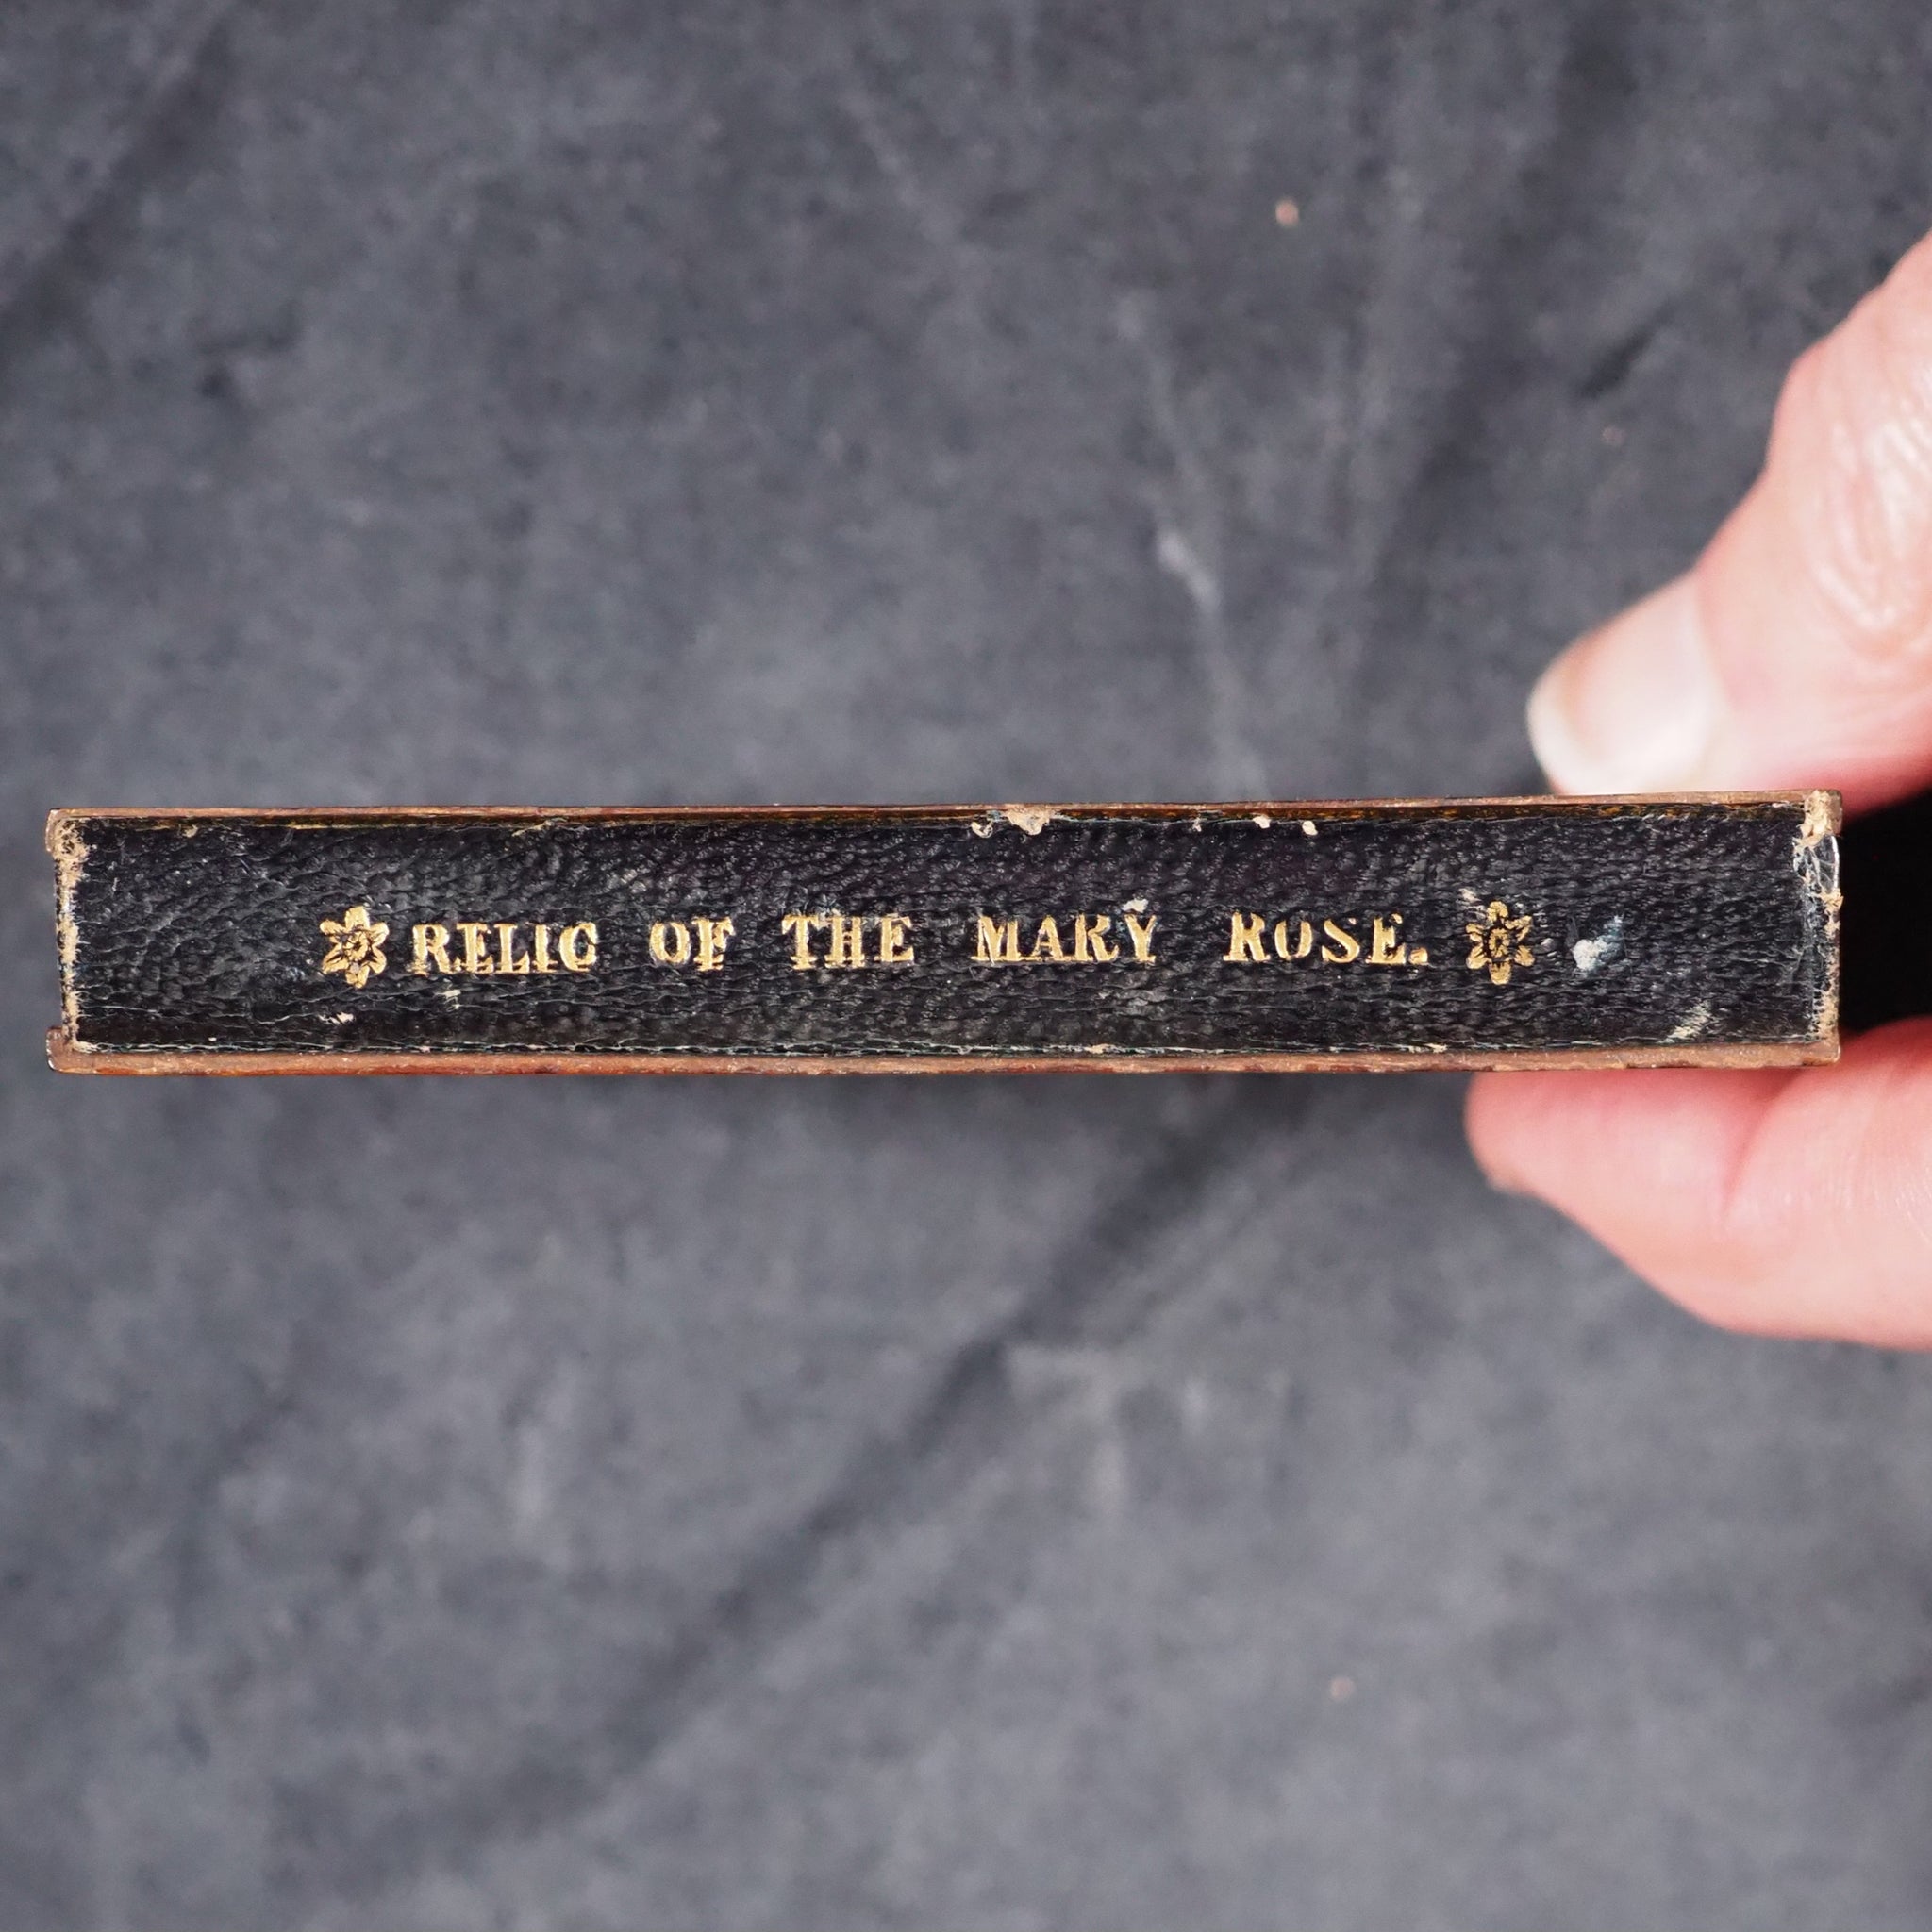 RELIC OF THE MARY ROSE.